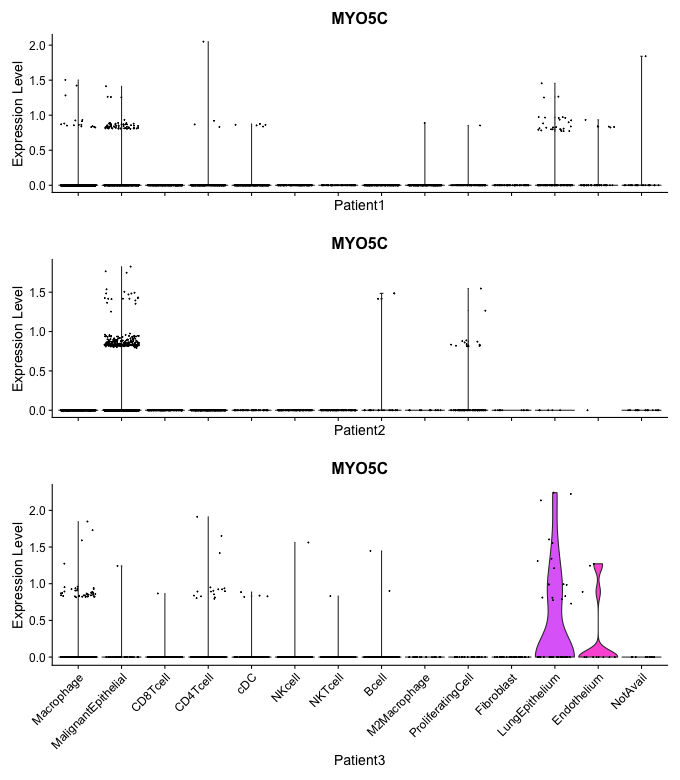 MYO5C
Expression Level
2.0
1.5
1.0
0.5
0.0
Patient1
MYO5C
Expression Level
1.5
1.0
0.5
0.0
Patient2
MYO5C
Expression Level
2.0
1.5
1.0
0.5
0.0
Macrophage
MalignantEpithelial
CD8Tcell
CD4Tcell
cDC
NKcell
NKTcell
Bcell
M2Macrophage
ProliferatingCell
Fibroblast
LungEpithelium
Endothelium
NotAvail
Patient3